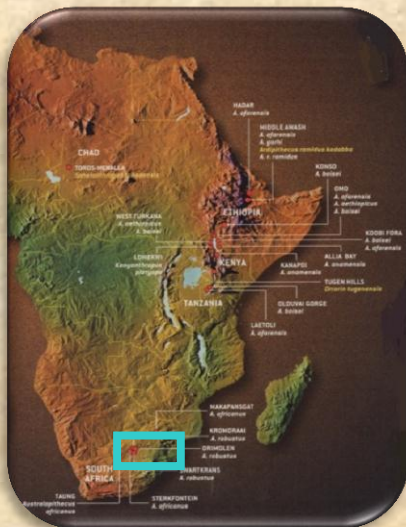 HADAR
A. afarensis
MIDDLE AWASH
A. afarensis
A. garhi
Ardipithecus ramidus kadabba
A. r. ramidus
KONSO
A. boisei
OMO
A. afarensis
A. aethiopicus
A. boisei
CHAD
TOROS-MENALLA
WEST TURKANA
A. aethiopicus
A. boisei
ETHIOPIA
KOOBI FORA
A. boisei
A. afarensis
LOMEKWI
Kenyanthropus
platyops
KENYA
ALLIA BAY
A. anamensis
KANAPOI
A. anamensis
TUGEN HILLS
Orrorin tugenensis
TANZANIA
OLDUVAI GORGE
A. boisei
LAETOLI
A. afarensis
MAKAPANSGAT
A. africanus
KROMDRAAI
A. robustus
DRIMOLEN
A. robustus
SOUTH
AFRICA
SWARTKRANS
A. robustus
TAUNG
Australopithecus
africanus
STERKFONTEIN
A. africanus